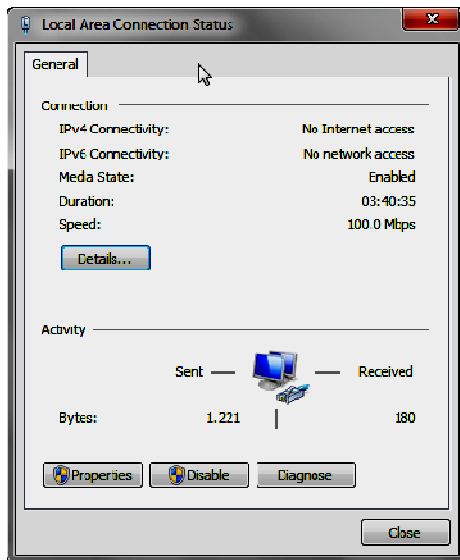 Local Area Connection Status
General
Connection
IPv4 Connectivity: No Internet access
IPv6 Connectivity: No network access
Media State: Enabled
Duration: 03:40:35
Speed: 100.0 Mbps
Details...
Activity
Sent Received
Bytes: 1.221 180
Properties Disable Diagnose
Close